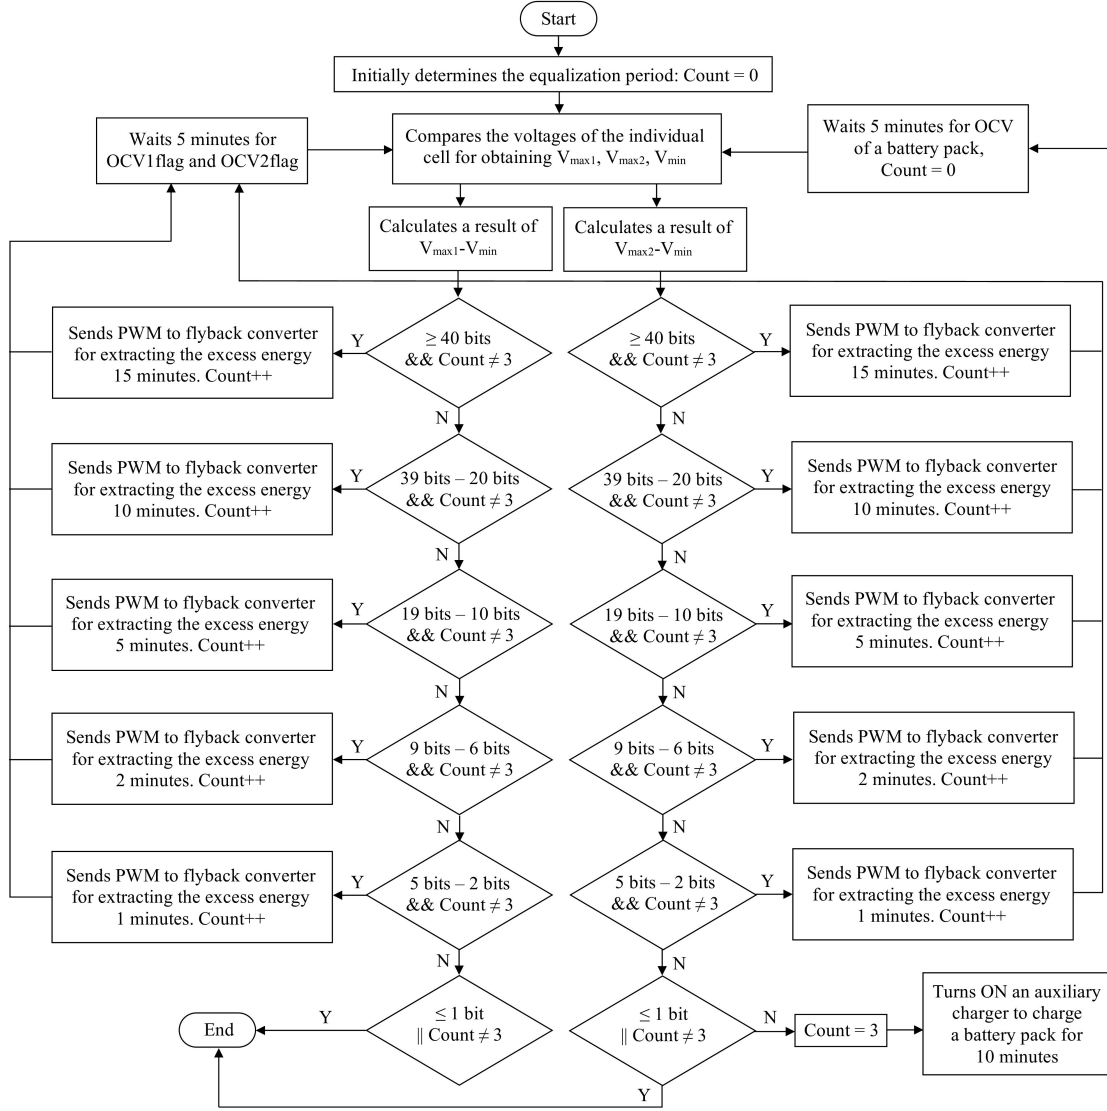 Start
Initially determines the equalization period: Count = 0
Waits 5 minutes for
OCV1flag and OCV2flag
Compares the voltages of the individual
cell for obtaining Vmax1, Vmax2, Vmin
Waits 5 minutes for OCV
of a battery pack,
Count = 0
Calculates a result of
Vmax1-Vmin
Calculates a result of
Vmax2-Vmin
Sends PWM to flyback converter
for extracting the excess energy
15 minutes. Count++
Y
≥ 40 bits
&& Count ≠ 3
N
≥ 40 bits
&& Count ≠ 3
Y
N
Sends PWM to flyback converter
for extracting the excess energy
15 minutes. Count++
Sends PWM to flyback converter
for extracting the excess energy
10 minutes. Count++
Y
39 bits – 20 bits
&& Count ≠ 3
N
39 bits – 20 bits
&& Count ≠ 3
Y
N
Sends PWM to flyback converter
for extracting the excess energy
10 minutes. Count++
Sends PWM to flyback converter
for extracting the excess energy
5 minutes. Count++
Y
19 bits – 10 bits
&& Count ≠ 3
N
19 bits – 10 bits
&& Count ≠ 3
Y
N
Sends PWM to flyback converter
for extracting the excess energy
5 minutes. Count++
Sends PWM to flyback converter
for extracting the excess energy
2 minutes. Count++
Y
9 bits – 6 bits
&& Count ≠ 3
N
9 bits – 6 bits
&& Count ≠ 3
Y
N
Sends PWM to flyback converter
for extracting the excess energy
2 minutes. Count++
Sends PWM to flyback converter
for extracting the excess energy
1 minutes. Count++
Y
5 bits – 2 bits
&& Count ≠ 3
N
5 bits – 2 bits
&& Count ≠ 3
Y
N
Sends PWM to flyback converter
for extracting the excess energy
1 minutes. Count++
End
Y
≤ 1 bit
|| Count ≠ 3
≤ 1 bit
|| Count ≠ 3
N
Y
Count = 3
Turns ON an auxiliary
charger to charge
a battery pack for
10 minutes